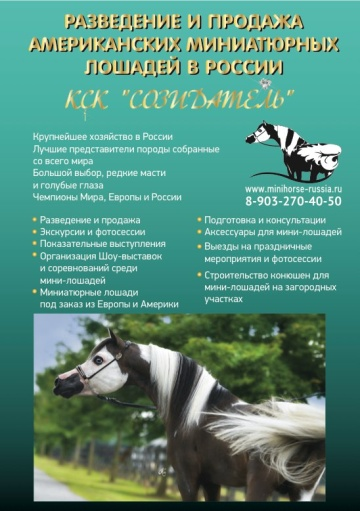 РАЗВЕДЕНИЕ И ПРОДАЖА
АМЕРИКАНСКИХ МИНИАТЮРНЫХ
ЛОШАДЕЙ В РОССИИ
КСК "СОЗИДАТЕЛЬ"
Крупнейшее хозяйство в России
Лучшие представители породы собранные
со всего мира
Большой выбор, редкие масти
и голубые глаза
Чемпионы Мира, Европы и России
www.minihorse-russia.ru
8-903-270-40-50
• Разведение и продажа
• Экскурсии и фотосессии
• Показательные выступления
• Организация Шоу-выставок
и соревнований среди
мини-лошадей
• Миниатюрные лошади
под заказ из Европы и Америки
• Подготовка и консультации
• Аксессуары для мини-лошадей
• Выезды на праздничные
мероприятия и фотосессии
• Строительство конюшен для
мини-лошадей на загородных
участках